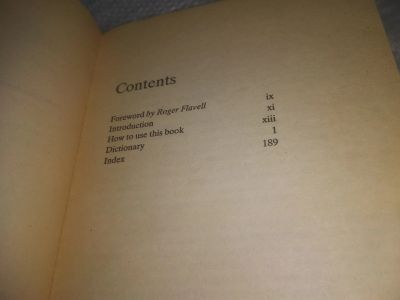 Contents
Foreword by Roger Flavell ix
Introduction xi
How to use this book xiii
Dictionary 1
Index 189